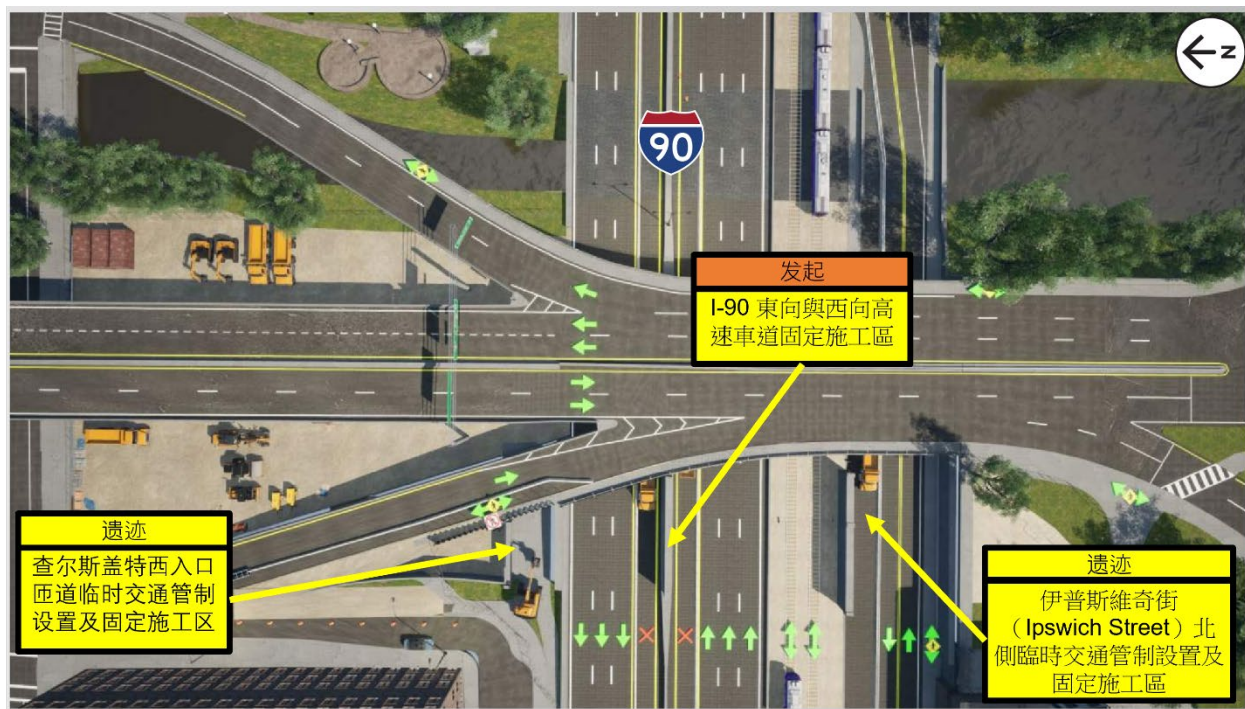 N
90
发起
I-90 東向與西向高
速車道固定施工區
遗迹
查尔斯盖特西入口
匝道临时交通管制
设置及固定施工区
遗迹
伊普斯維奇街
（Ipswich Street）北
側臨時交通管制設置及
固定施工區